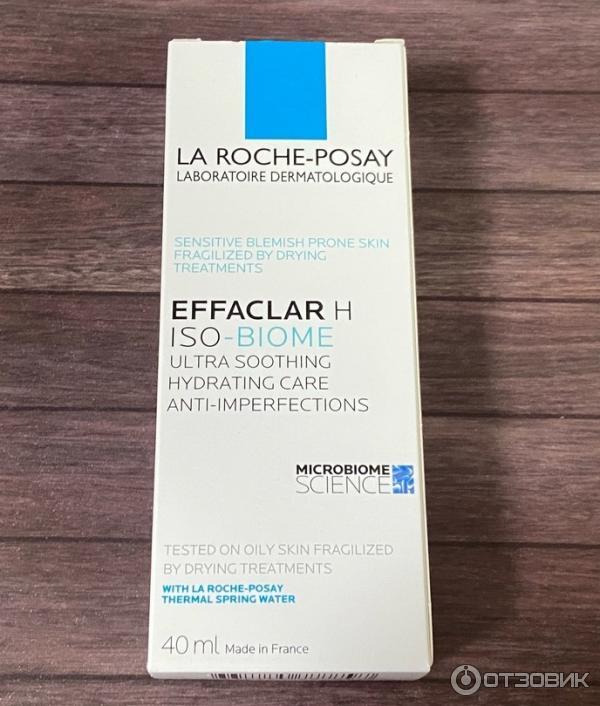 LA ROCHE-POSAY
LABORATOIRE DERMATOLOGIQUE
SENSITIVE BLEMISH PRONE SKIN
FRAGILIZED BY DRYING
TREATMENTS
EFFACLAR H
ISO-BIOME
ULTRA SOOTHING
HYDRATING CARE
ANTI-IMPERFECTIONS
MICROBIOME
SCIENCE
TESTED ON OILY SKIN FRAGILIZED
BY DRYING TREATMENTS
WITH LA ROCHE-POSAY
THERMAL SPRING WATER
40 ml Made in France
ОТЗОВИК